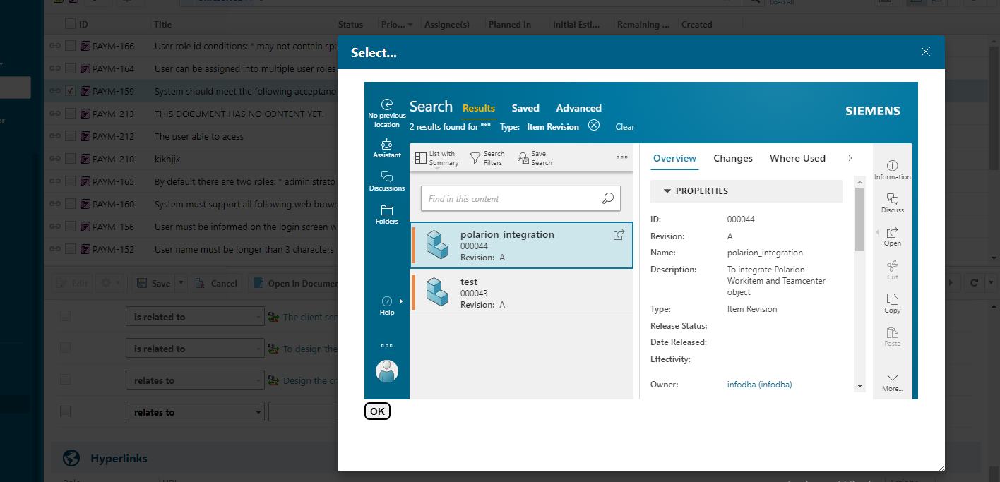 Load all
ID Title Status Prio... Assignee(s) Planned In Initial Esti... Remaining ... Created
PAYM-166 User role id conditions: * may not contain spa
PAYM-164 User can be assigned into multiple user roles
PAYM-159 System should meet the following acceptanc
PAYM-213 THIS DOCUMENT HAS NO CONTENT YET.
PAYM-212 The user able to acess
PAYM-210 kikhjjk
PAYM-165 By default there are two roles: * administrato
PAYM-160 System must support all following web brows
PAYM-156 User must be informed on the login screen w
PAYM-152 User name must be longer than 3 characters
Edit Save Cancel Open in Documen
is related to The client ser
is related to To design the
relates to Design the cr
relates to
Hyperlinks
Select...
No previous
location
Assistant
Discussions
Folders
Help
Search Results Saved Advanced
SIEMENS
2 results found for "*" Type: Item Revision Clear
List with
Summary
Search
Filters
Save
Search
Find in this content
polarion_integration
000044
Revision: A
test
000043
Revision: A
Overview Changes Where Used
PROPERTIES
ID: 000044
Revision: A
Name: polarion_integration
Description: To integrate Polarion
Workitem and Teamcenter
object
Type: Item Revision
Release Status:
Date Released:
Effectivity:
Owner: infodba (infodba)
Information
Discuss
Open
Cut
Copy
Paste
More...
OK